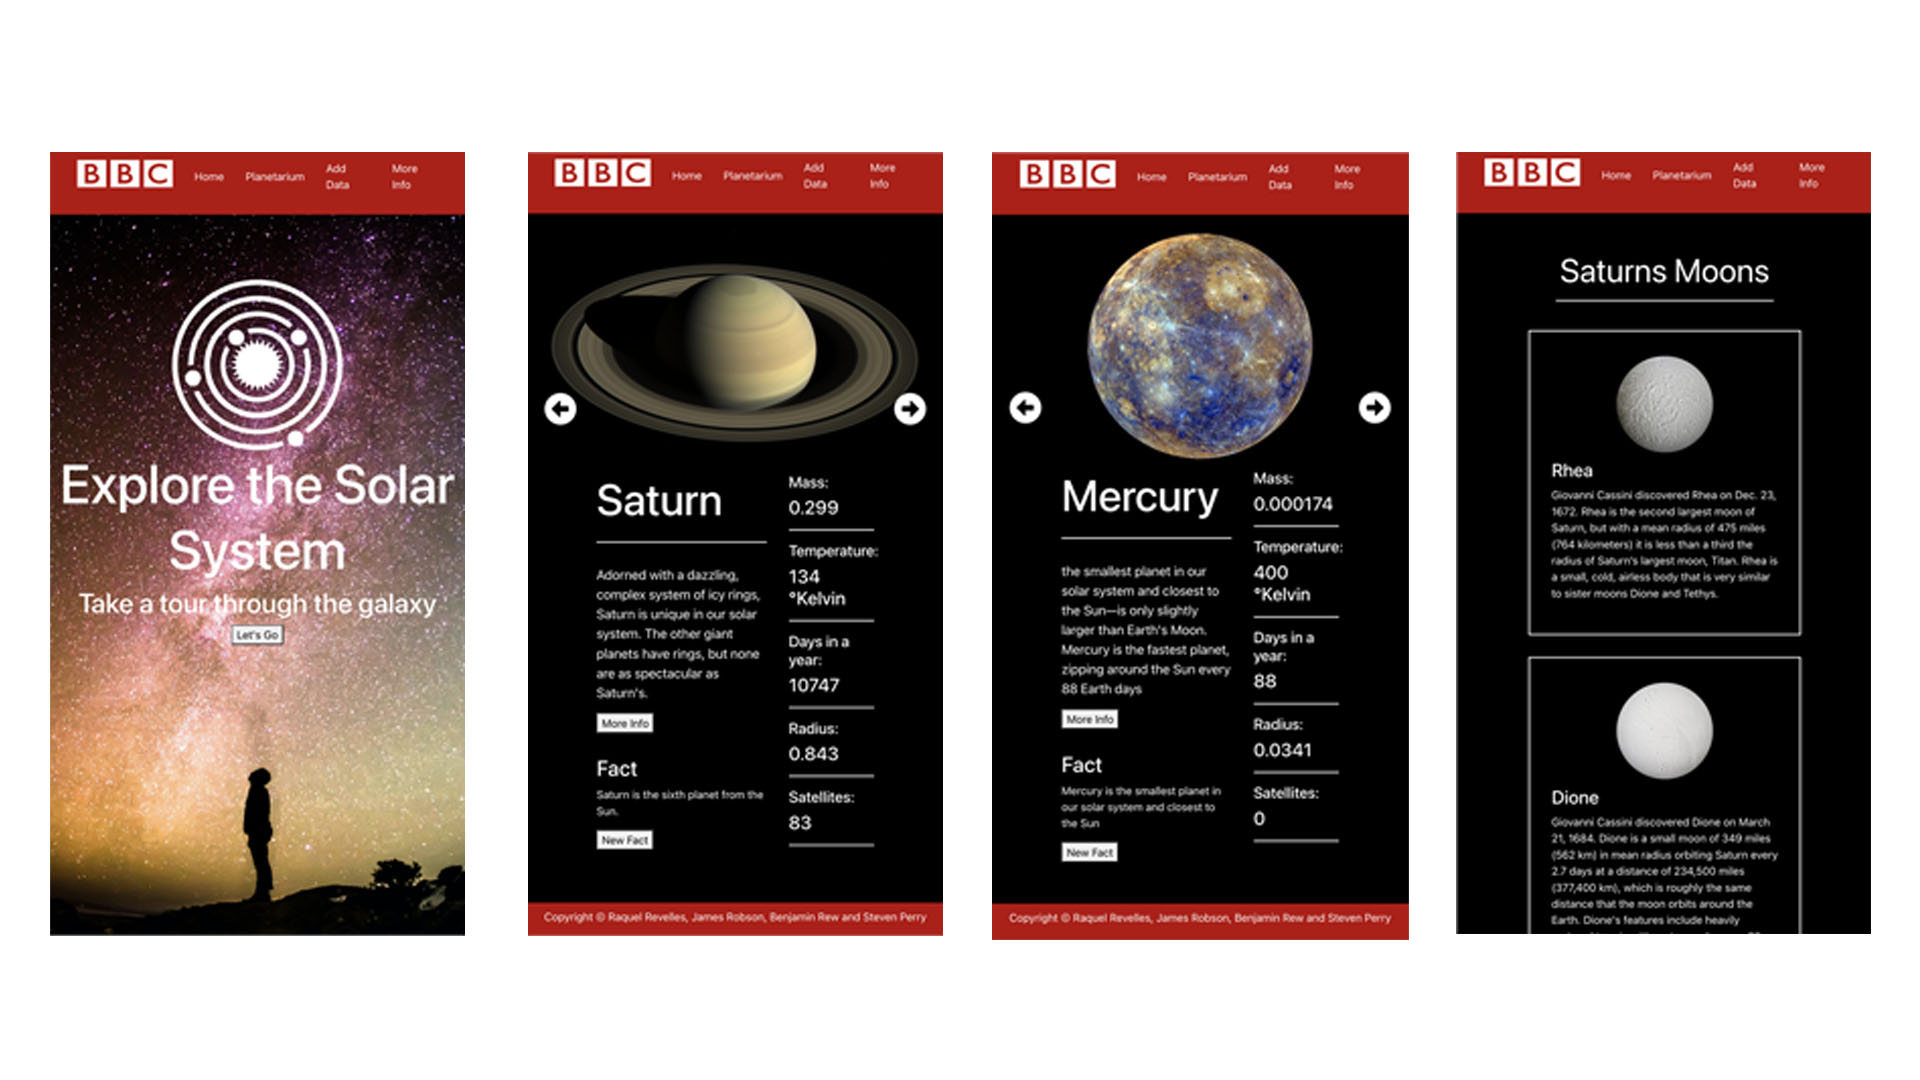 BBC Home Planetarium Add Data More Info
Explore the Solar
System
Take a tour through the galaxy
Let's Go
BBC Home Planetarium Add Data More Info
Saturn
Adorned with a dazzling,
complex system of icy rings,
Saturn is unique in our solar
system. The other giant
planets have rings, but none
are as spectacular as
Saturn's.
More Info
Fact
Saturn is the sixth planet from the
Sun.
New Fact
Mass:
0.299
Temperature:
134
°Kelvin
Days in a
year:
10747
Radius:
0.843
Satellites:
83
Copyright © Raquel Revelles, James Robson, Benjamin Rew and Steven Perry
BBC Home Planetarium Add Data More Info
Mercury
the smallest planet in our
solar system and closest to
the Sun—is only slightly
larger than Earth's Moon.
Mercury is the fastest planet,
zipping around the Sun every
88 Earth days
More Info
Fact
Mercury is the smallest planet in
our solar system and closest to
the Sun
New Fact
Mass:
0.000174
Temperature:
400
°Kelvin
Days in a
year:
88
Radius:
0.0341
Satellites:
0
Copyright © Raquel Revelles, James Robson, Benjamin Rew and Steven Perry
BBC Home Planetarium Add Data More Info
Saturns Moons
Rhea
Giovanni Cassini discovered Rhea on Dec. 23,
1672. Rhea is the second largest moon of
Saturn, but with a mean radius of 475 miles
(764 kilometers) it is less than a third the
radius of Saturn's largest moon, Titan. Rhea is
a small, cold, airless body that is very similar
to sister moons Dione and Tethys.
Dione
Giovanni Cassini discovered Dione on March
21, 1684. Dione is a small moon of 349 miles
(562 km) in mean radius orbiting Saturn every
2.7 days at a distance of 234,500 miles
(377,400 km), which is roughly the same
distance that the moon orbits around the
Earth. Dione's features include heavily